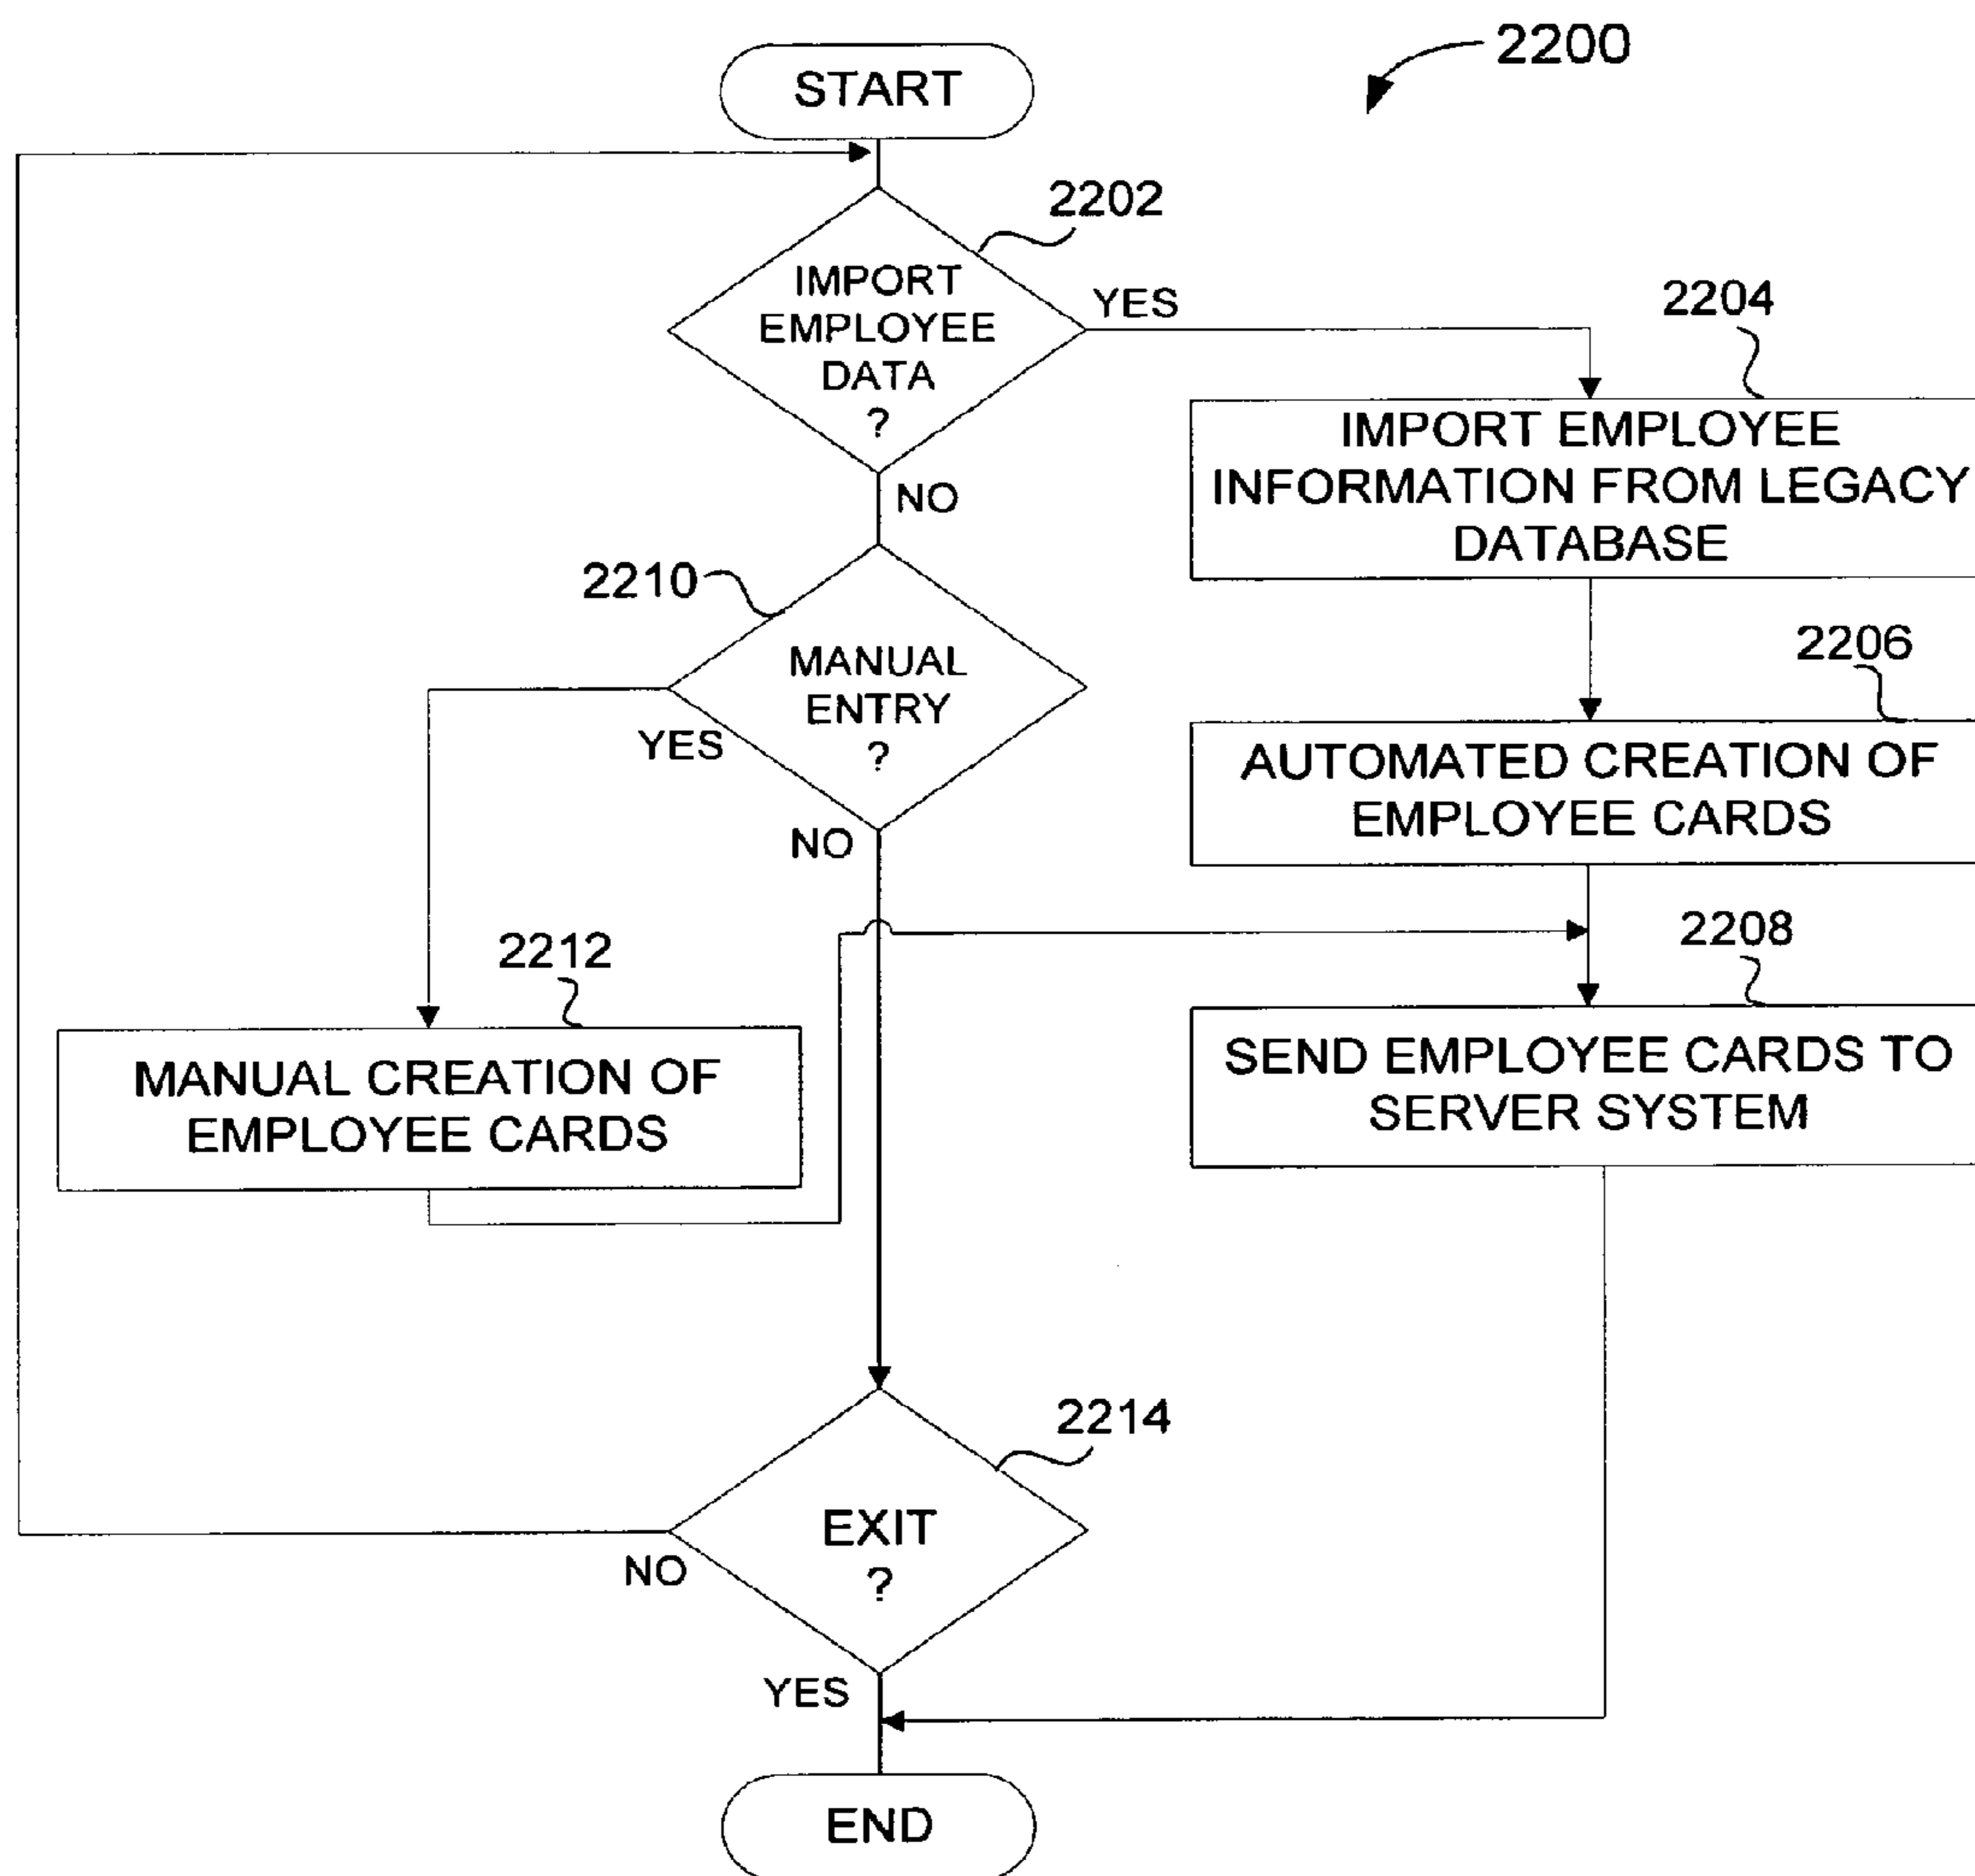 2200
START
2202
IMPORT
EMPLOYEE
DATA
?
YES
NO
2204
IMPORT EMPLOYEE
INFORMATION FROM LEGACY
DATABASE
2210
MANUAL
ENTRY
?
YES
NO
2206
AUTOMATED CREATION OF
EMPLOYEE CARDS
2212
MANUAL CREATION OF
EMPLOYEE CARDS
2208
SEND EMPLOYEE CARDS TO
SERVER SYSTEM
2214
EXIT
?
NO
YES
END